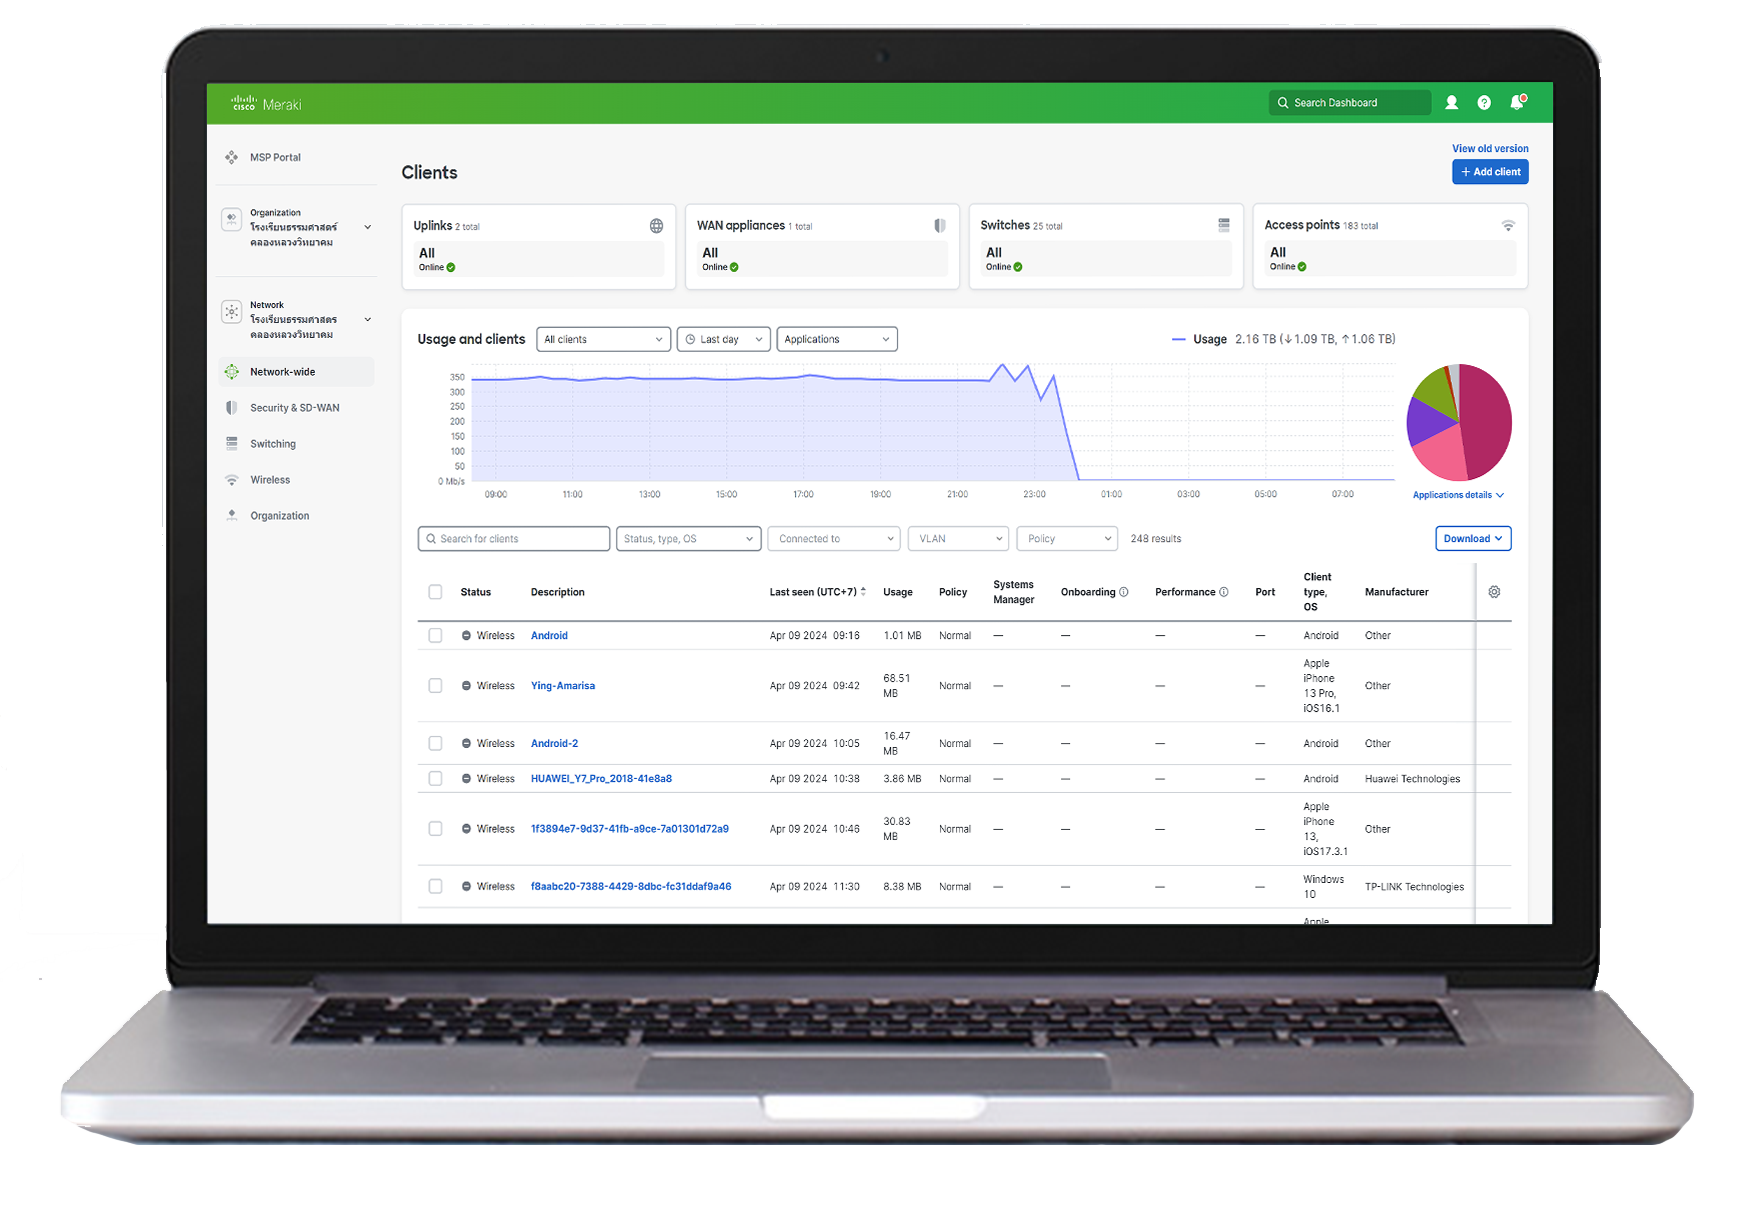 cisco Meraki
Search Dashboard
MSP Portal
Organization
โรงเรียนธรรมศาสตร์
คลองหลวงวิทยาคม
Network
โรงเรียนธรรมศาสตร
คลองหลวงวิทยาคม
Network-wide
Security & SD-WAN
Switching
Wireless
Organization
View old version
Clients
+ Add client
Uplinks 2 total
All
Online
WAN appliances 1 total
All
Online
Switches 25 total
All
Online
Access points 183 total
All
Online
Usage and clients All clients Last day Applications
Usage 2.16 TB (↓1.09 TB, ↑1.06 TB)
350
300
250
200
150
100
50
0 Mb/s
09:00 11:00 13:00 15:00 17:00 19:00 21:00 23:00 01:00 03:00 05:00 07:00
Applications details
Search for clients Status, type, OS Connected to VLAN Policy 248 results Download
Status Description Last seen (UTC+7) Usage Policy Systems Manager Onboarding Performance Port Client type, OS Manufacturer
Wireless Android Apr 09 2024 09:16 1.01 MB Normal — — — — Android Other
Wireless Ying-Amarisa Apr 09 2024 09:42 68.51 MB Normal — — — — Apple iPhone 13 Pro, iOS16.1 Other
Wireless Android-2 Apr 09 2024 10:05 16.47 MB Normal — — — — Android Other
Wireless HUAWEI_Y7_Pro_2018-41e8a8 Apr 09 2024 10:38 3.86 MB Normal — — — — Android Huawei Technologies
Wireless 1f3894e7-9d37-41fb-a9ce-7a01301d72a9 Apr 09 2024 10:46 30.83 MB Normal — — — — Apple iPhone 13, iOS17.3.1 Other
Wireless f8aabc20-7388-4429-8dbc-fc31ddaf9a46 Apr 09 2024 11:30 8.38 MB Normal — — — — Windows 10 TP-LINK Technologies
Apple